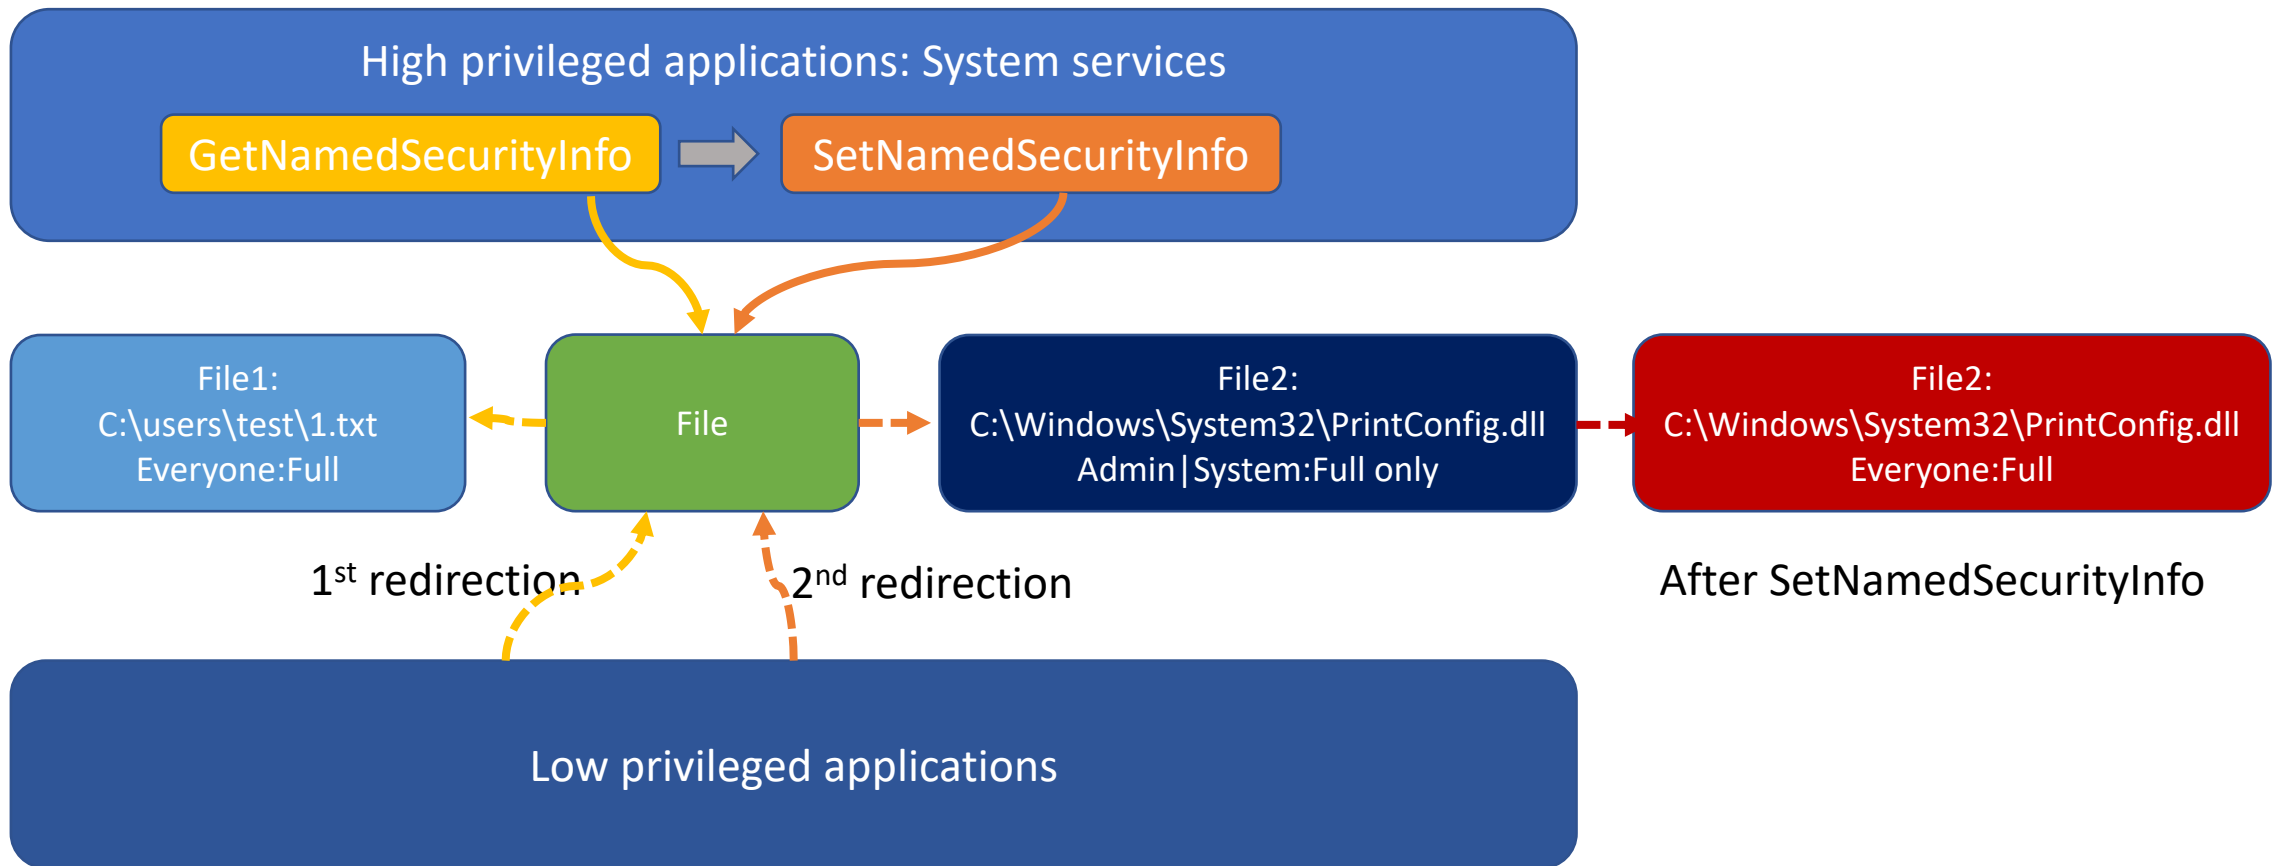 High privileged applications: System services
GetNamedSecurityInfo
SetNamedSecurityInfo
File1:
C:\users\test\1.txt
Everyone:Full
File
File2:
C:\Windows\System32\PrintConfig.dll
Admin|System:Full only
File2:
C:\Windows\System32\PrintConfig.dll
Everyone:Full
1st redirection
2nd redirection
After SetNamedSecurityInfo
Low privileged applications